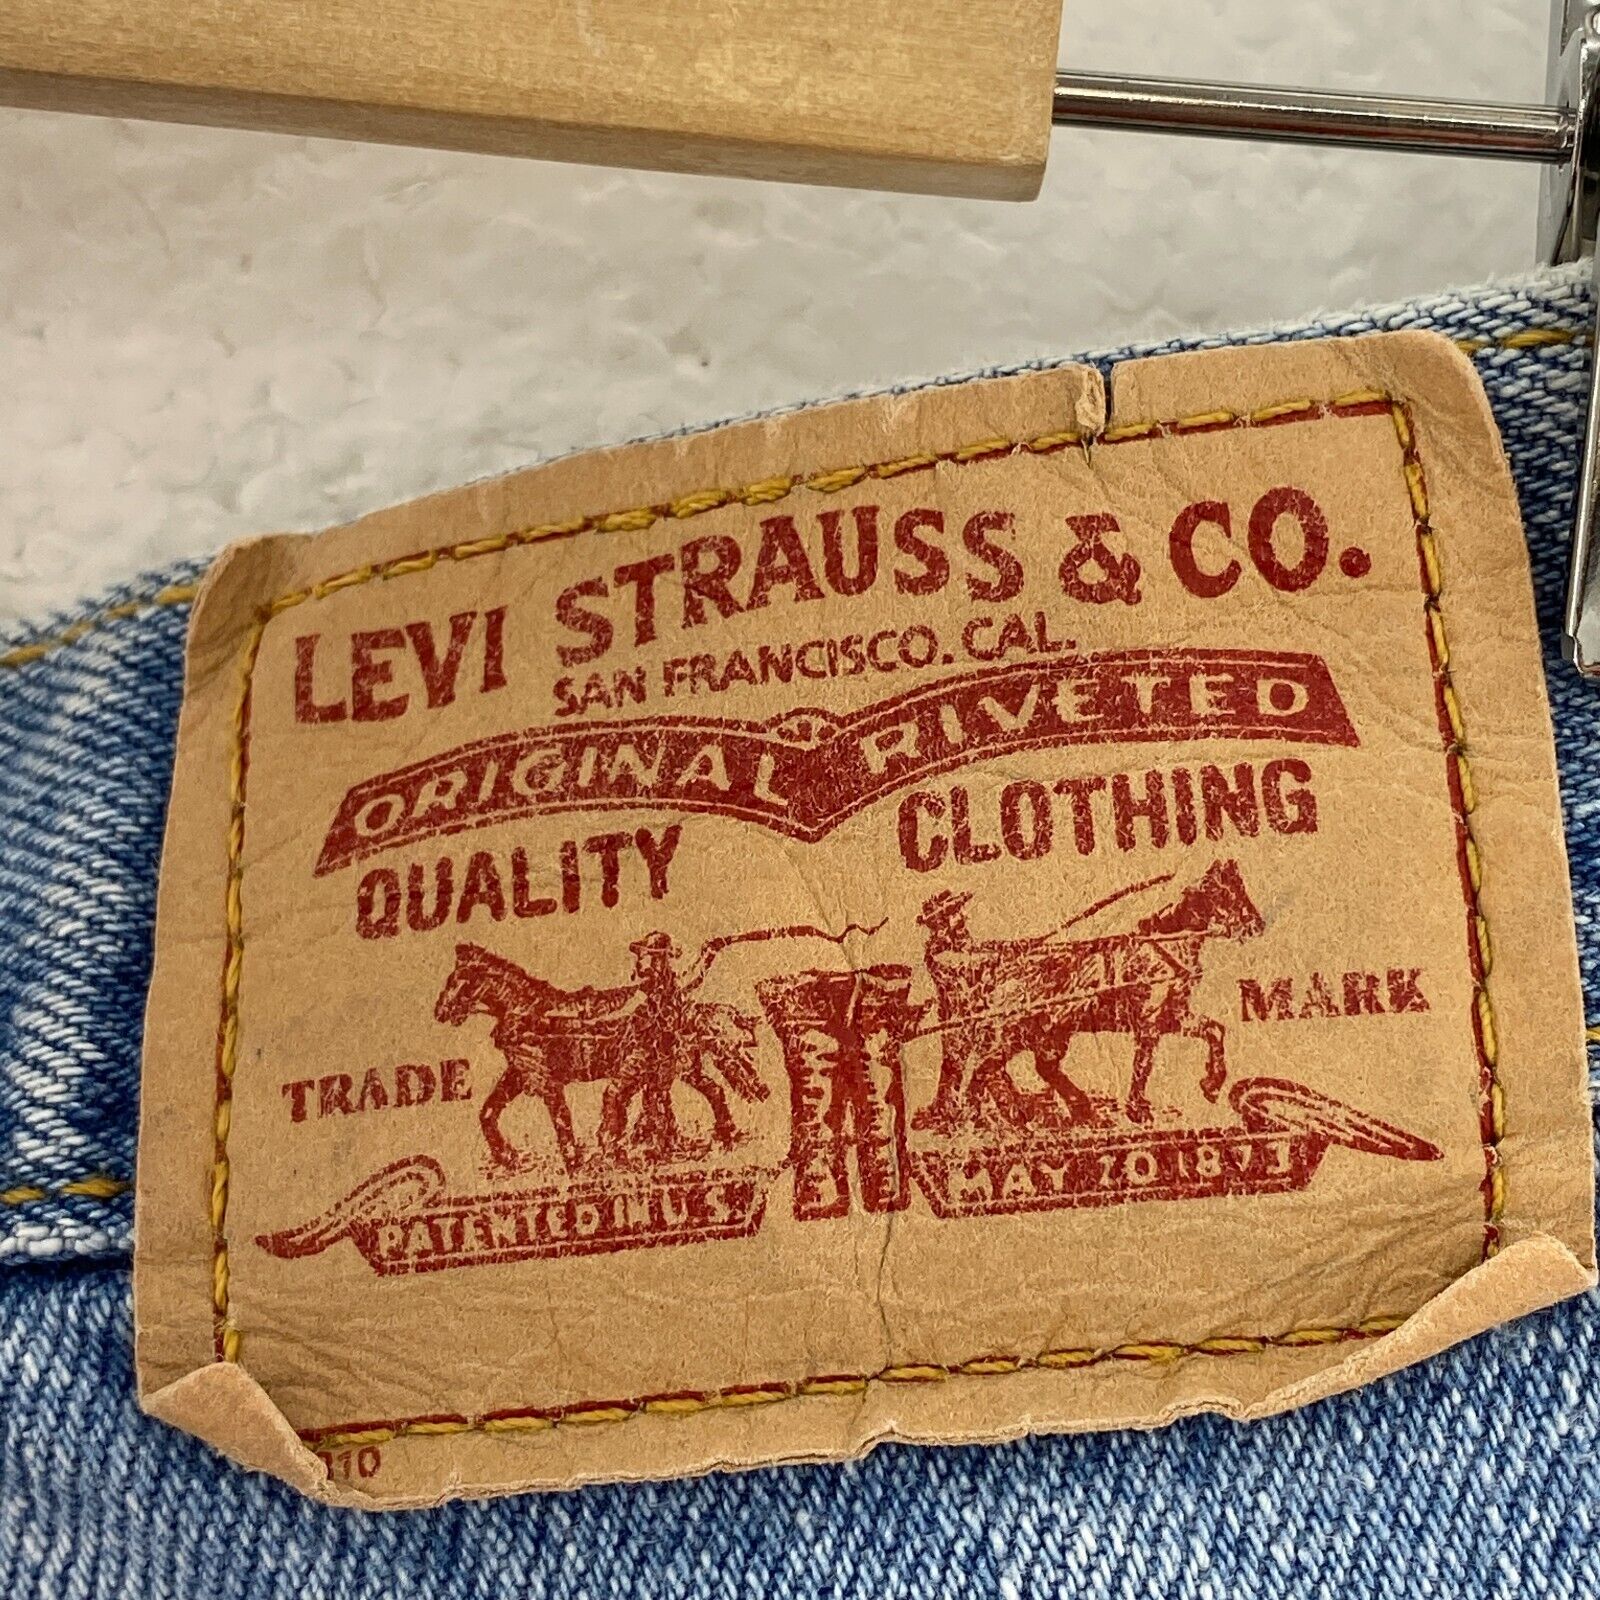 LEVI STRAUSS & CO.
SAN FRANCISCO. CAL.
ORIGINAL RIVETED
QUALITY CLOTHING
TRADE MARK
PATENTED IN U.S. MAY 20 1873